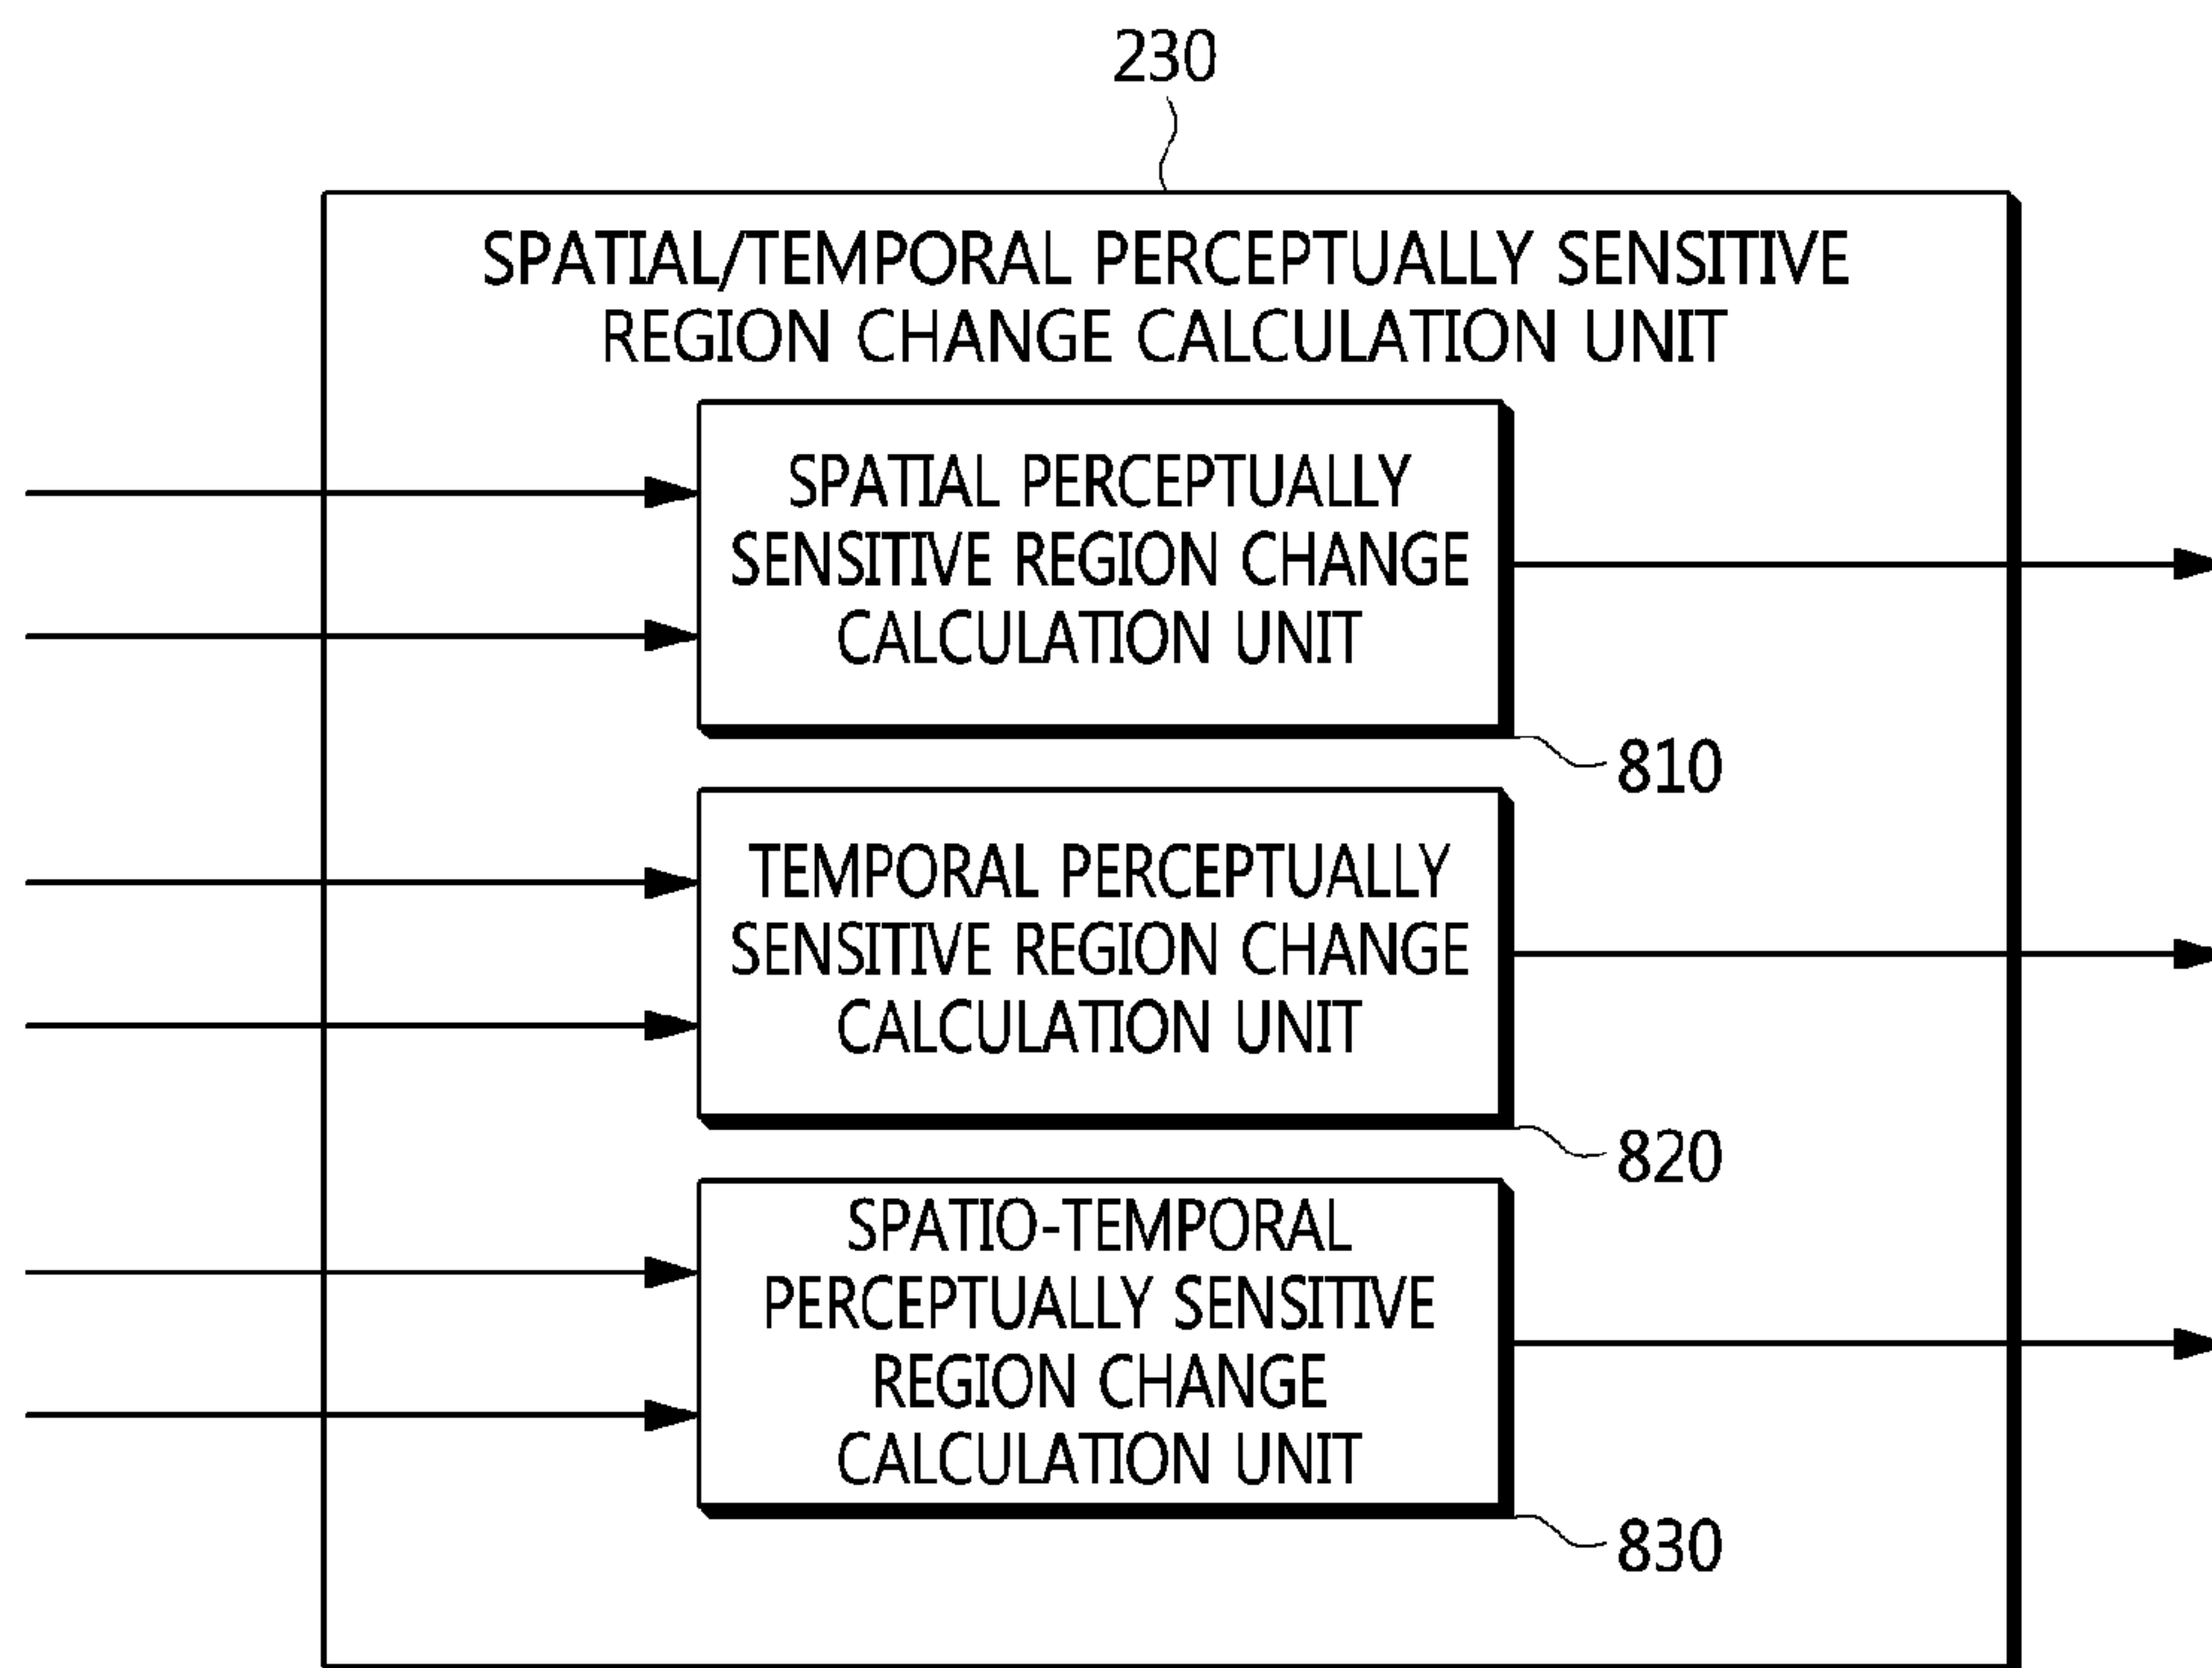 230
SPATIAL/TEMPORAL PERCEPTUALLY SENSITIVE
REGION CHANGE CALCULATION UNIT
SPATIAL PERCEPTUALLY
SENSITIVE REGION CHANGE
CALCULATION UNIT
810
TEMPORAL PERCEPTUALLY
SENSITIVE REGION CHANGE
CALCULATION UNIT
820
SPATIO-TEMPORAL
PERCEPTUALLY SENSITIVE
REGION CHANGE
CALCULATION UNIT
830